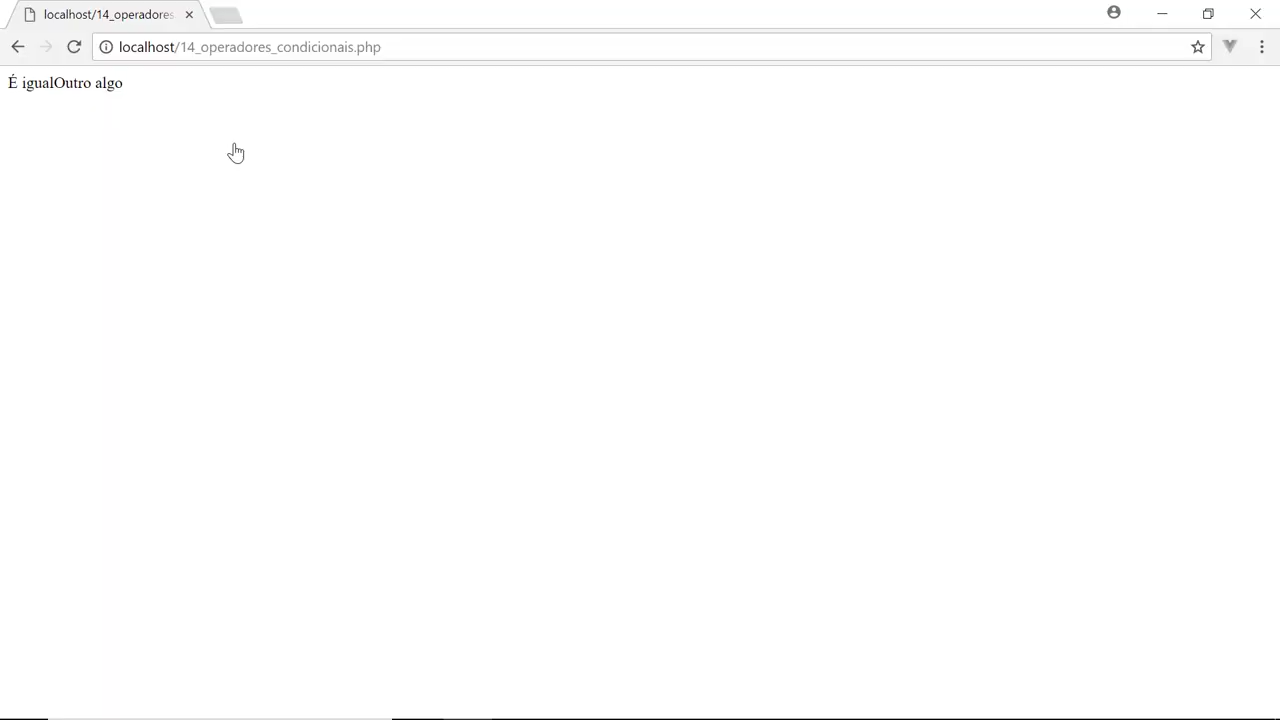 localhost/14_operadores
localhost/14_operadores_condicionais.php
É igualOutro algo